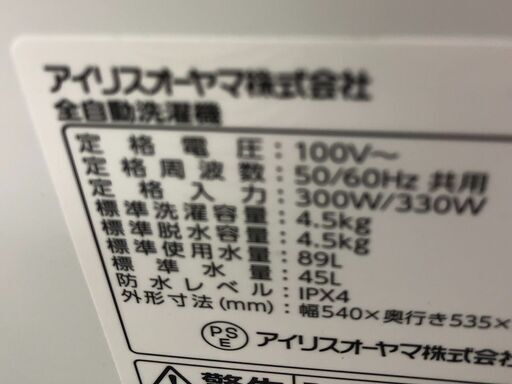 アイリスオーヤマ株式会社
全自動洗濯機
定格電圧:100V～
定格周波数:50/60Hz 共用
定格入力:300W/330W
標準洗濯容量:4.5kg
標準脱水容量:4.5kg
標準使用水量:89L
標準水量:45L
防水レベル:IPX4
外形寸法(mm):幅540×奥行き535×
PSE アイリスオーヤマ株式会社